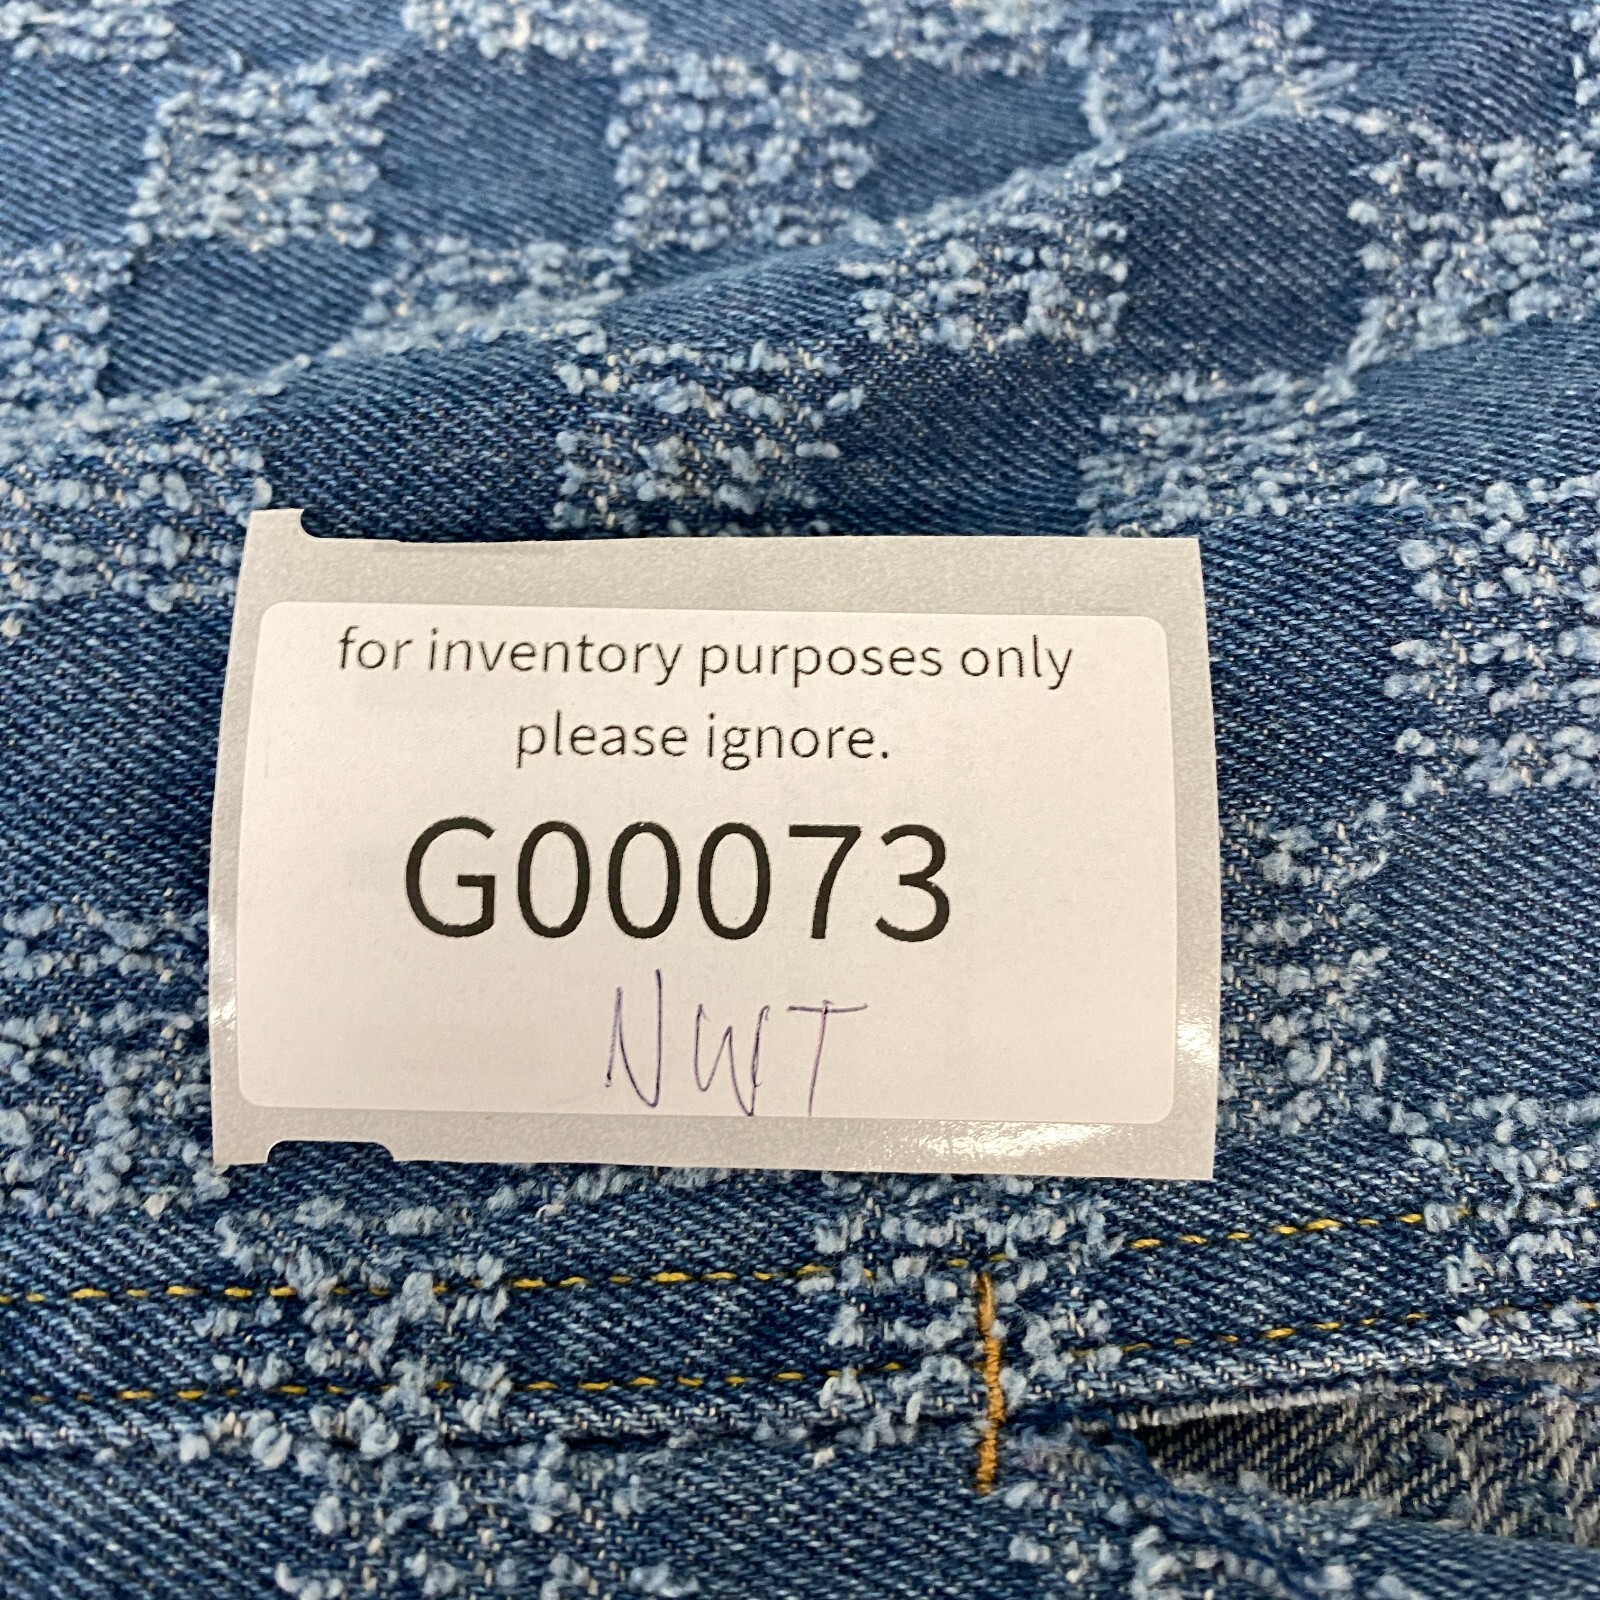 for inventory purposes only
please ignore.
G00073
NWT